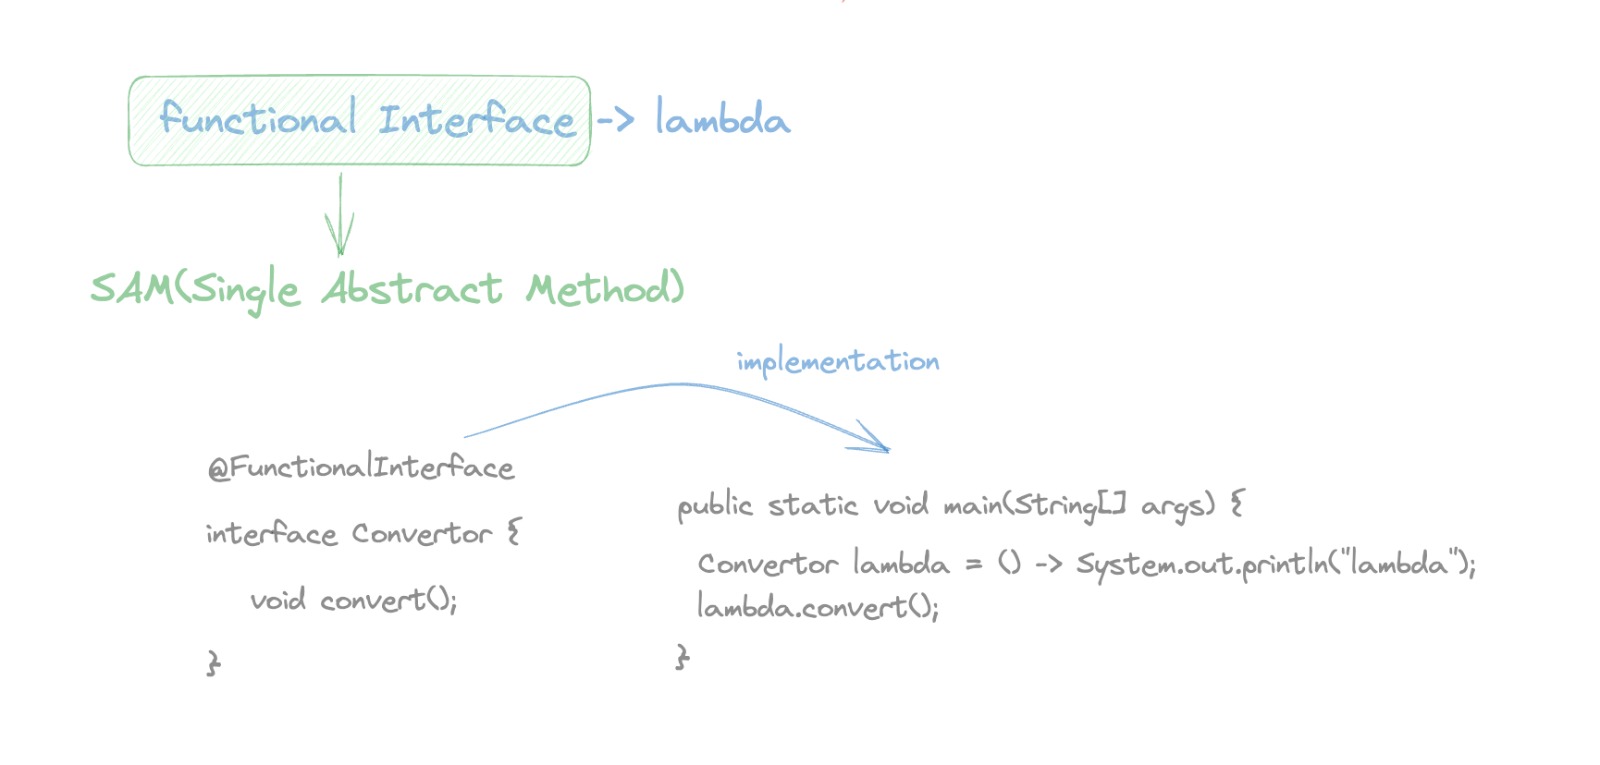 functional Interface -> lambda
SAM(Single Abstract Method)
implementation
@FunctionalInterface
interface Convertor {
void convert();
}
public static void main(String[] args) {
Convertor lambda = () -> System.out.println("lambda");
lambda.convert();
}